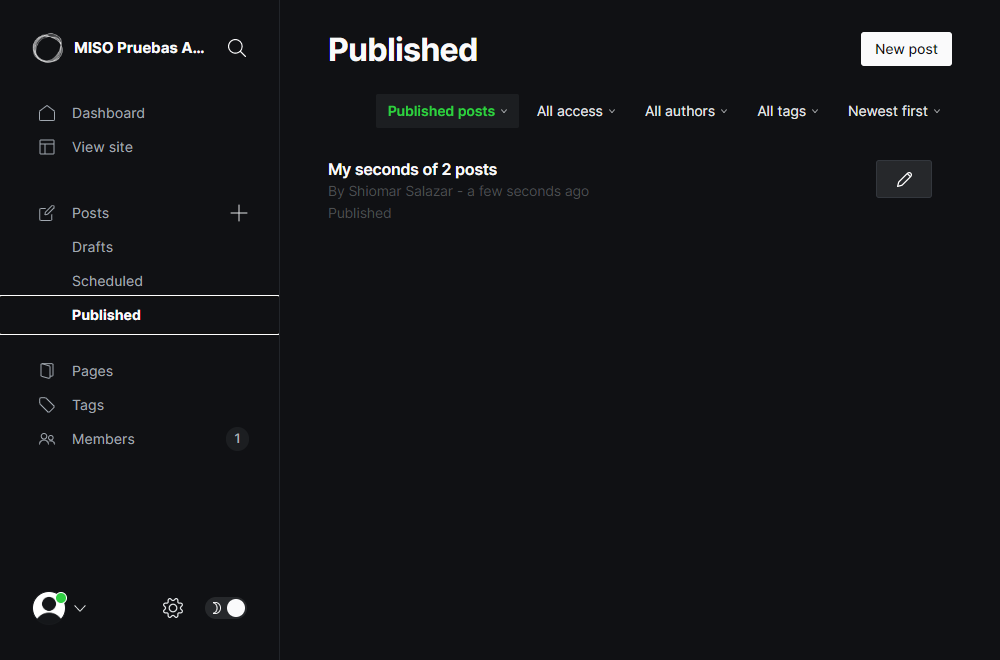 MISO Pruebas A...
Dashboard
View site
Posts
Drafts
Scheduled
Published
Pages
Tags
Members
1
Published
New post
Published posts
All access
All authors
All tags
Newest first
My seconds of 2 posts
By Shiomar Salazar - a few seconds ago
Published